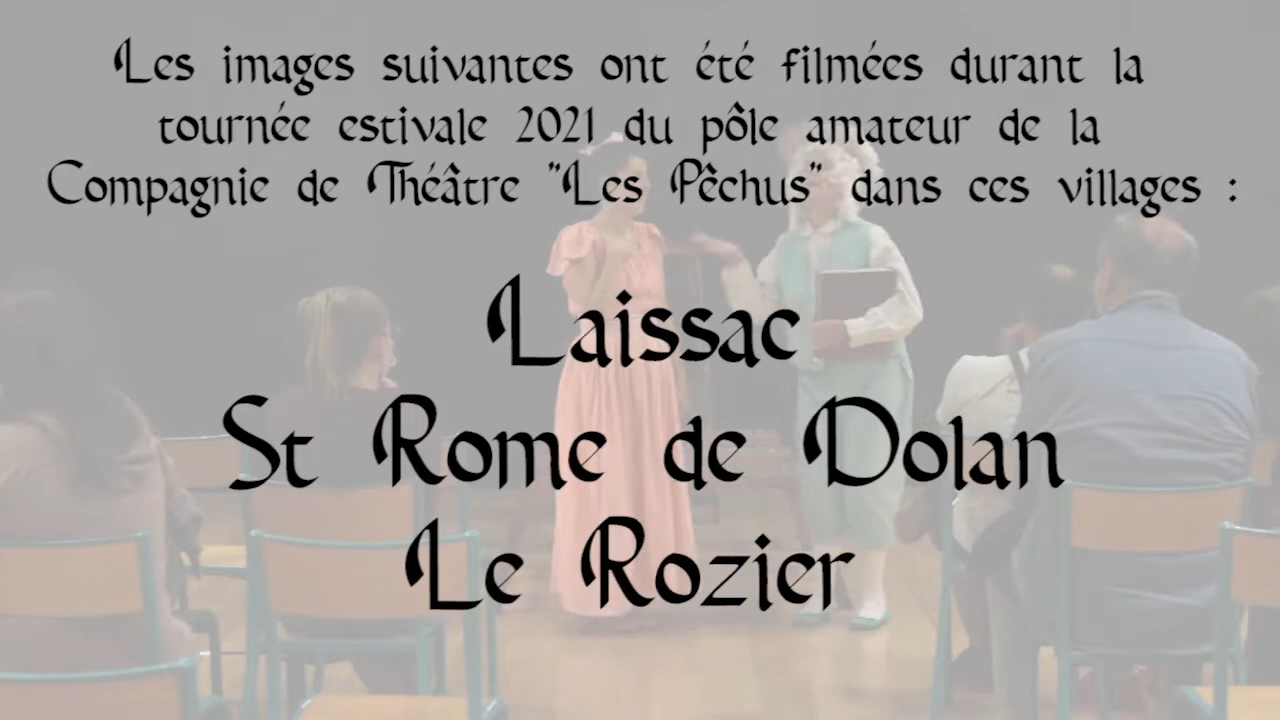 Les images suivantes ont été filmées durant la
tournée estivale 2021 du pôle amateur de la
Compagnie de Théâtre "Les Pêchus" dans ces villages :
Laissac
St Rome de Dolan
Le Rozier